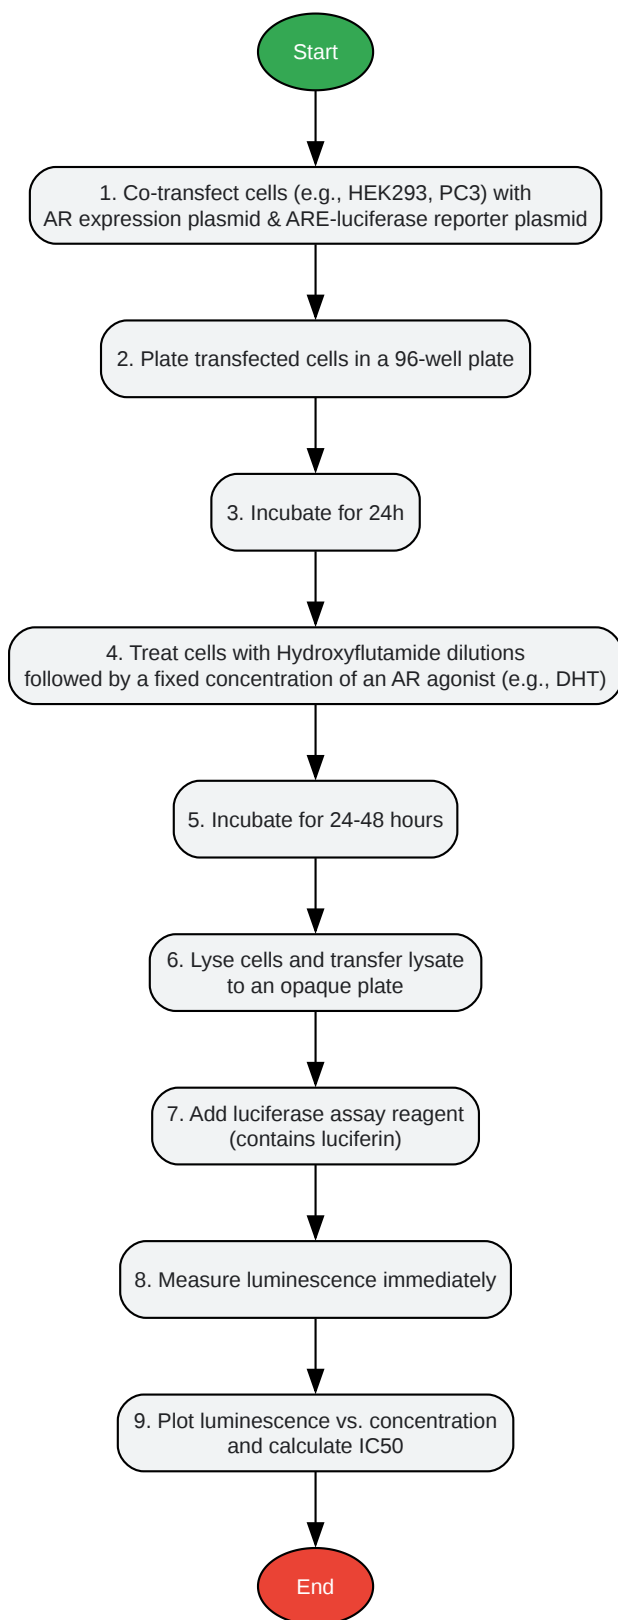 Start
1. Co-transfect cells (e.g., HEK293, PC3) with
AR expression plasmid & ARE-luciferase reporter plasmid
2. Plate transfected cells in a 96-well plate
3. Incubate for 24h
4. Treat cells with Hydroxyflutamide dilutions
followed by a fixed concentration of an AR agonist (e.g., DHT)
5. Incubate for 24-48 hours
6. Lyse cells and transfer lysate
to an opaque plate
7. Add luciferase assay reagent
(contains luciferin)
8. Measure luminescence immediately
9. Plot luminescence vs. concentration
and calculate IC50
End